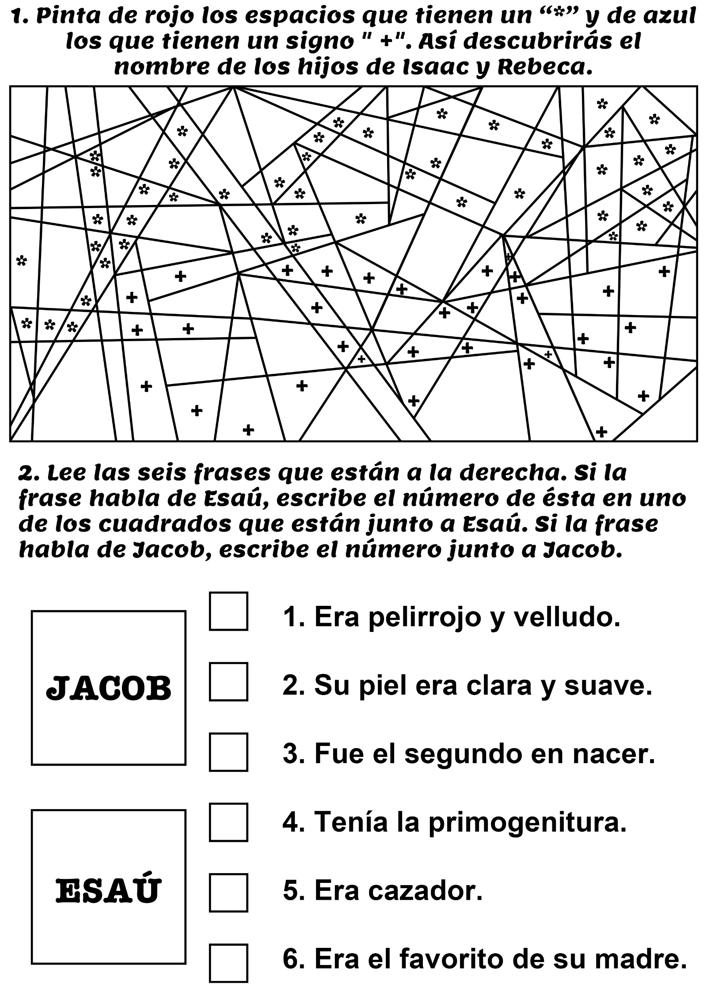 1. Pinta de rojo los espacios que tienen un “*” y de azul
los que tienen un signo " +". Así descubrirás el
nombre de los hijos de Isaac y Rebeca.
2. Lee las seis frases que están a la derecha. Si la
frase habla de Esaú, escribe el número de ésta en uno
de los cuadrados que están junto a Esaú. Si la frase
habla de Jacob, escribe el número junto a Jacob.
JACOB
ESAÚ
1. Era pelirrojo y velludo.
2. Su piel era clara y suave.
3. Fue el segundo en nacer.
4. Tenía la primogenitura.
5. Era cazador.
6. Era el favorito de su madre.